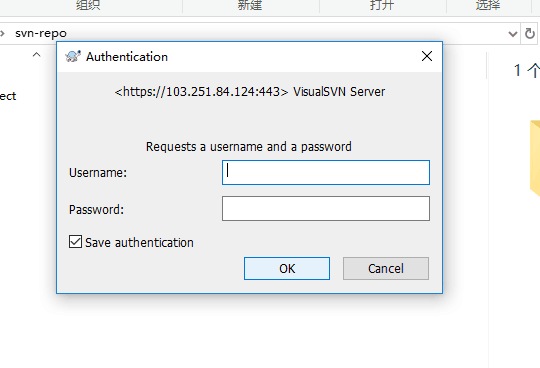 组织
新建
打开
选择
svn-repo
1 个
ect
Authentication
<https://103.251.84.124:443> VisualSVN Server
Requests a username and a password
Username:
Password:
Save authentication
OK
Cancel